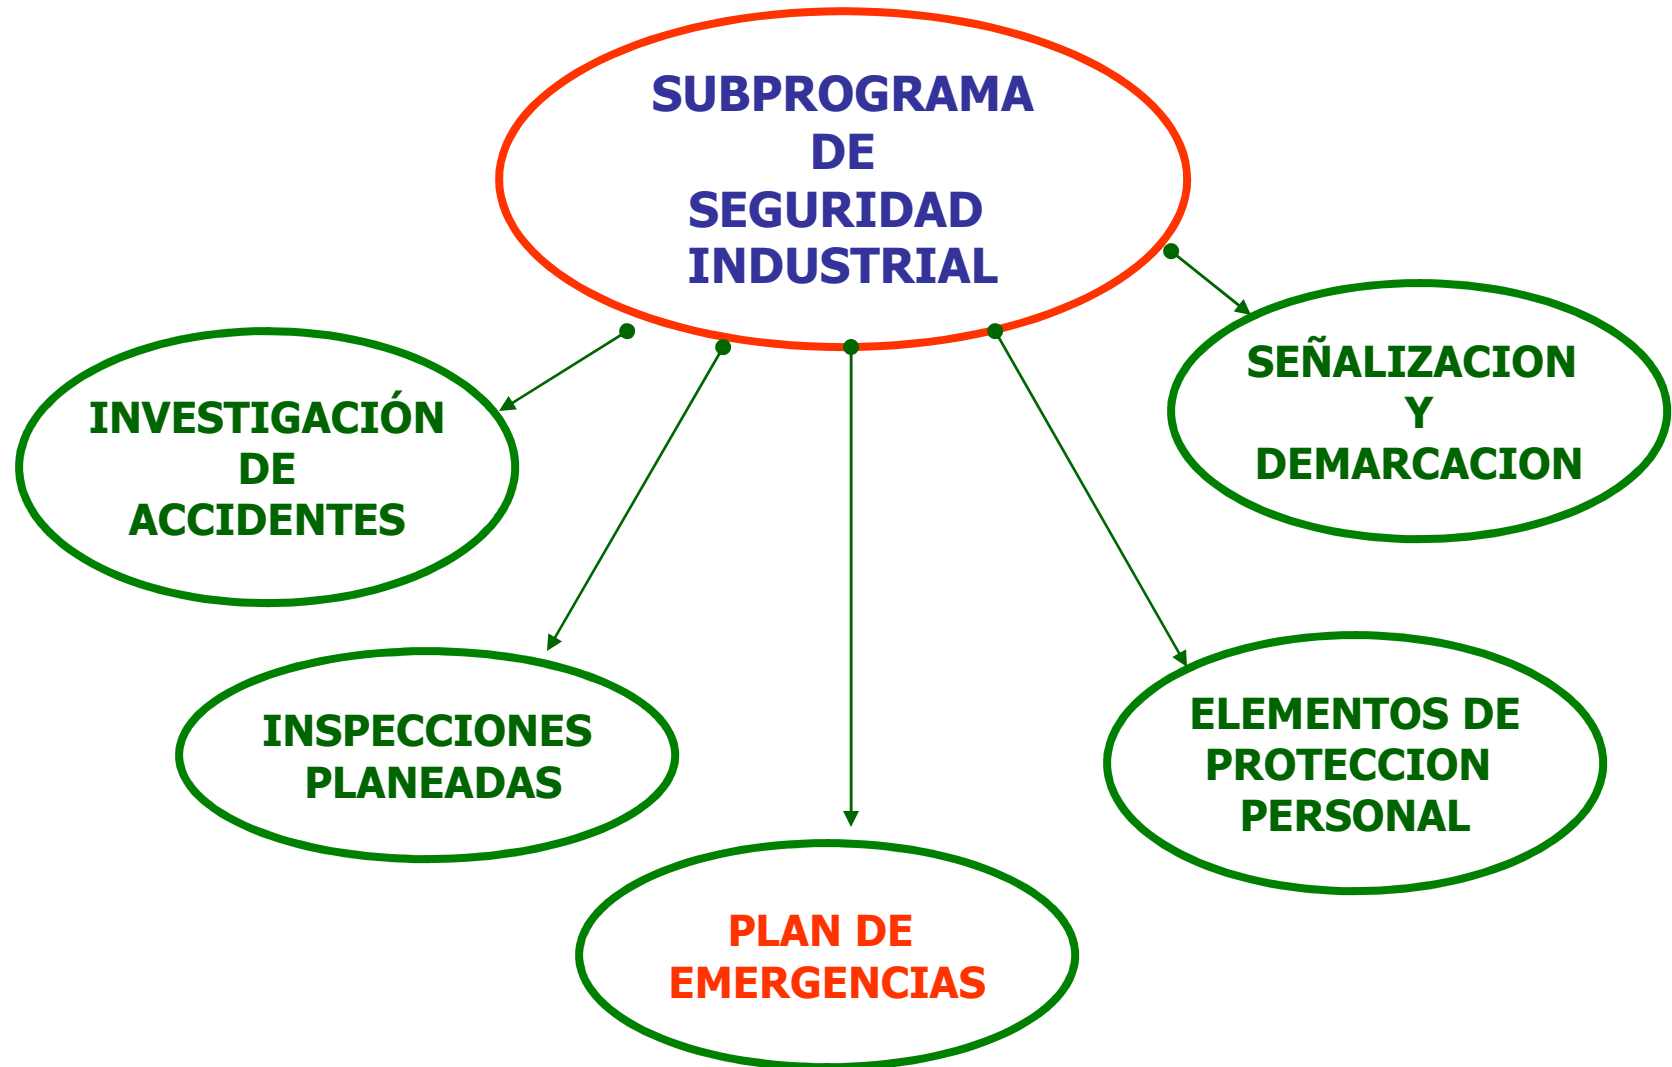 SUBPROGRAMA
DE
SEGURIDAD
INDUSTRIAL
INVESTIGACIÓN
DE
ACCIDENTES
INSPECCIONES
PLANEADAS
PLAN DE
EMERGENCIAS
ELEMENTOS DE
PROTECCION
PERSONAL
SEÑALIZACION
Y
DEMARCACION